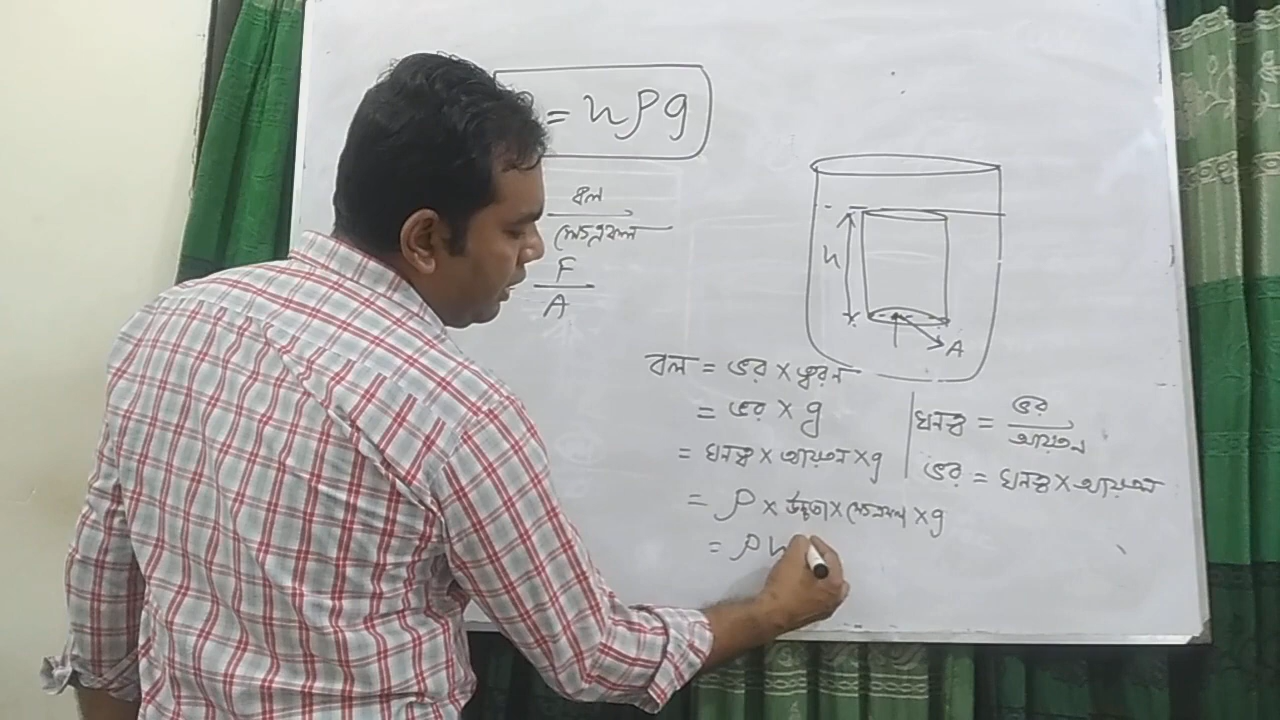 = hρg
বল
ক্ষেত্রফল
F
A
h
A
বল = ভর × ত্বরন
= ভর × g
= ঘনত্ব × আয়তন × g
= ρ × উচ্চতা × ক্ষেত্রফল × g
= ρh
ঘনত্ব = ভর
আয়তন
ভর = ঘনত্ব × আয়তন